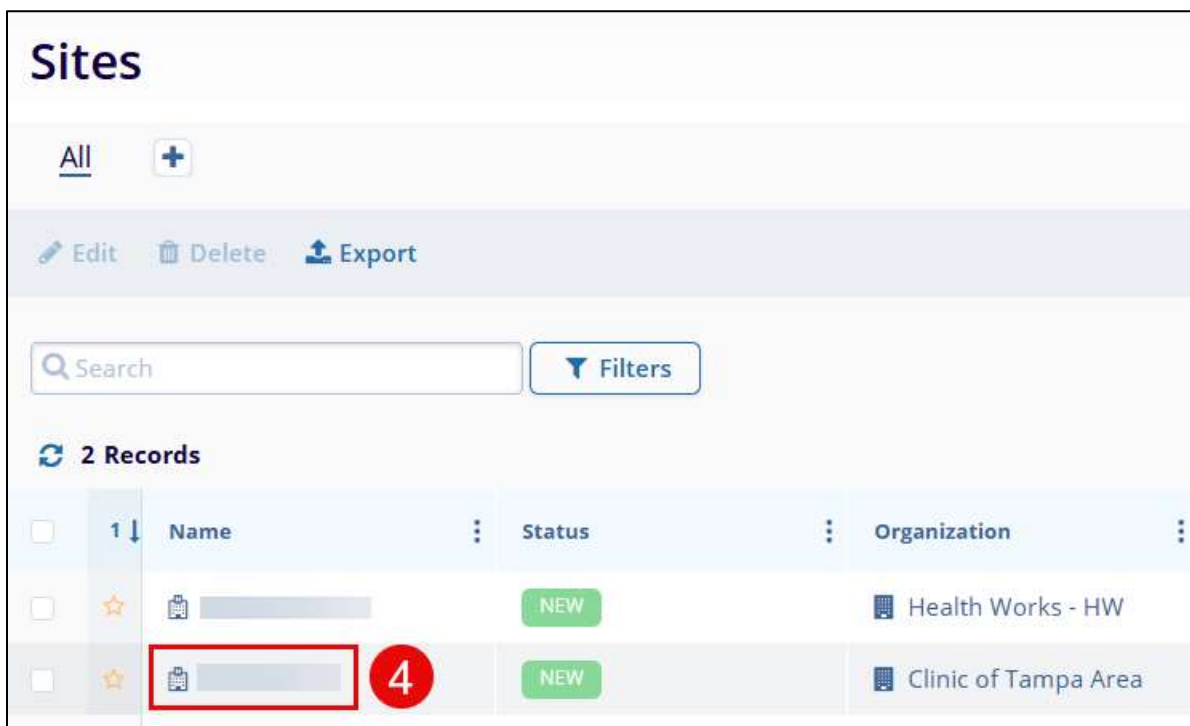 Sites
All
Edit Delete Export
Search Filters
2 Records
1 Name Status Organization
NEW Health Works - HW
4 NEW Clinic of Tampa Area